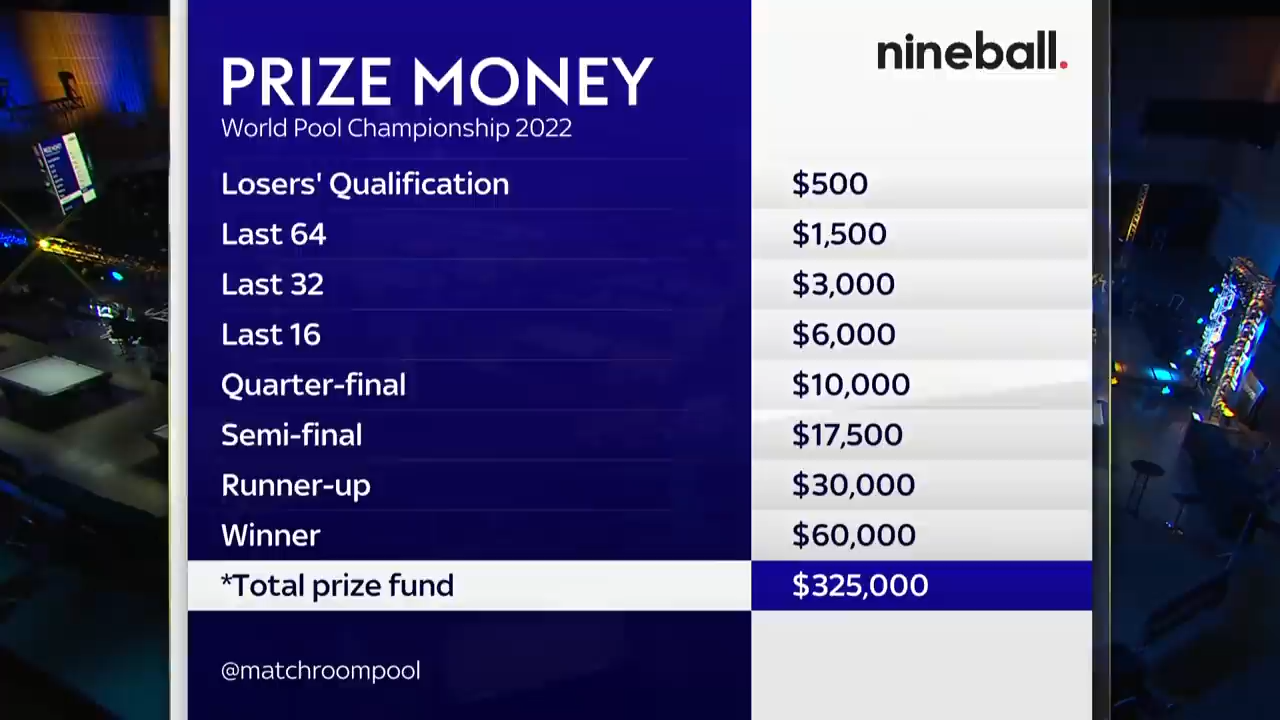 nineball.
PRIZE MONEY
World Pool Championship 2022
Losers' Qualification $500
Last 64 $1,500
Last 32 $3,000
Last 16 $6,000
Quarter-final $10,000
Semi-final $17,500
Runner-up $30,000
Winner $60,000
*Total prize fund $325,000
@matchroompool